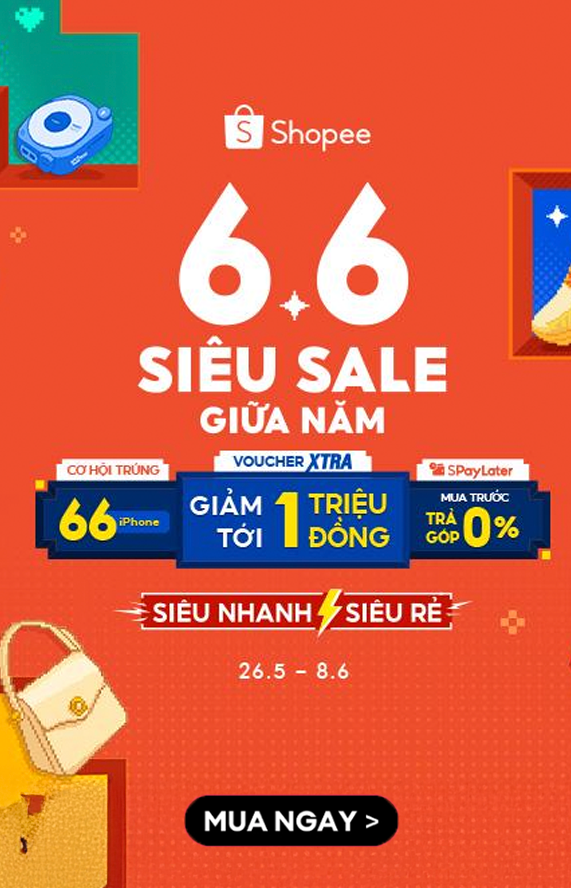 Shopee
6.6
SIÊU SALE
GIỮA NĂM
CƠ HỘI TRÚNG
66 iPhone
VOUCHER XTRA
GIẢM TỚI 1 TRIỆU ĐỒNG
SPayLater
MUA TRƯỚC
TRẢ GÓP 0%
SIÊU NHANH SIÊU RẺ
26.5 – 8.6
MUA NGAY >